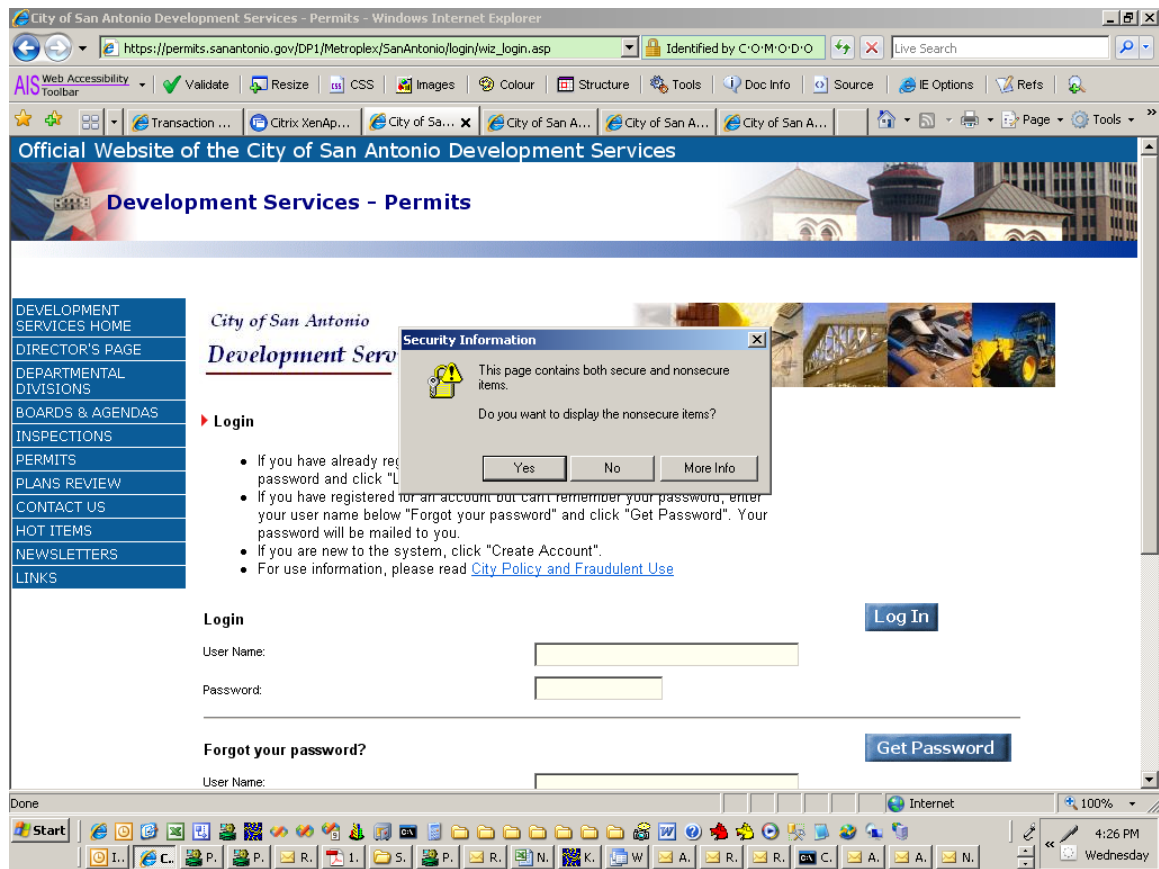 City of San Antonio Development Services - Permits - Windows Internet Explorer
https://permits.sanantonio.gov/DP1/Metroplex/SanAntonio/login/wiz_login.asp
Identified by C·O·M·O·D·O
Live Search
AIS Web Accessibility Toolbar
Validate
Resize
css CSS
Images
Colour
Structure
Tools
Doc Info
Source
IE Options
Refs
Transaction ...
Citrix XenAp...
City of Sa...
City of San A...
City of San A...
City of San A...
Page
Tools
Official Website of the City of San Antonio Development Services
Development Services - Permits
DEVELOPMENT
SERVICES HOME
DIRECTOR'S PAGE
DEPARTMENTAL
DIVISIONS
BOARDS & AGENDAS
INSPECTIONS
PERMITS
PLANS REVIEW
CONTACT US
HOT ITEMS
NEWSLETTERS
LINKS
City of San Antonio
Development Serv
Security Information
This page contains both secure and nonsecure
items.
Do you want to display the nonsecure items?
Yes
No
More Info
Login
If you have already reg
password and click "L
If you have registered for an account but can't remember your password, enter
your user name below "Forgot your password" and click "Get Password". Your
password will be mailed to you.
If you are new to the system, click "Create Account".
For use information, please read City Policy and Fraudulent Use
Login
Log In
User Name:
Password:
Forgot your password?
Get Password
User Name:
Done
Internet
100%
Start
4:26 PM
I..
C..
P.
P.
R.
1.
S.
P.
R.
N.
K.
W
A.
R.
R.
C.
A.
A.
N.
Wednesday